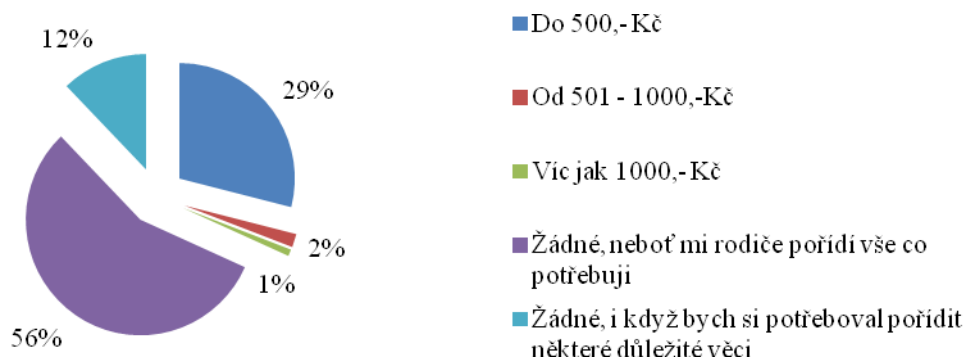 12%
29%
2%
1%
56%
Do 500,- Kč
Od 501 - 1000,-Kč
Víc jak 1000,- Kč
Žádné, neboť mi rodiče pořídí vše co
potřebuji
Žádné, i když bych si potřeboval pořídit
některé důležité věci